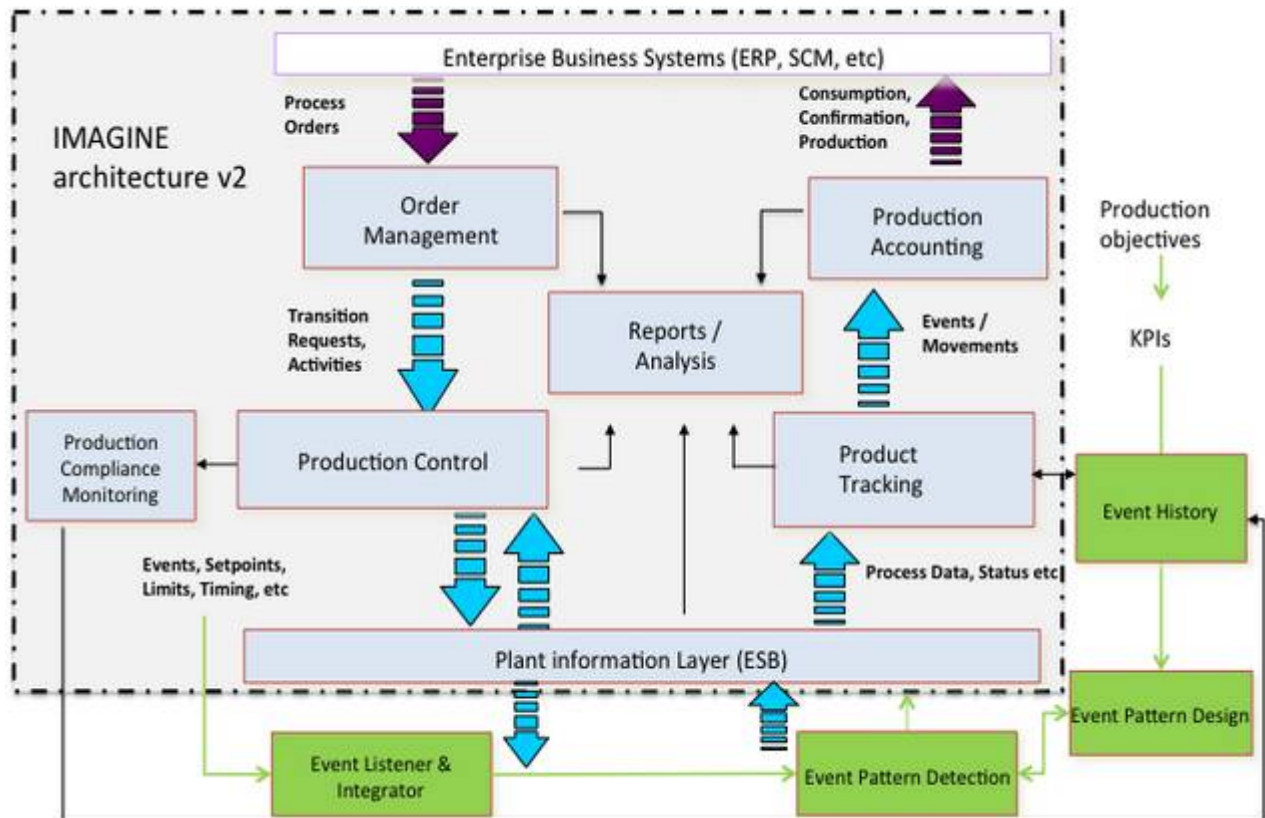 Enterprise Business Systems (ERP, SCM, etc)
Process
Orders
Consumption,
Confirmation,
Production
IMAGINE
architecture v2
Order
Management
Production
Accounting
Production
objectives
Transition
Requests,
Activities
Reports /
Analysis
Events /
Movements
KPIs
Production
Compliance
Monitoring
Production Control
Product
Tracking
Event History
Events, Setpoints,
Limits, Timing, etc
Process Data, Status etc
Plant information Layer (ESB)
Event Pattern Design
Event Listener &
Integrator
Event Pattern Detection